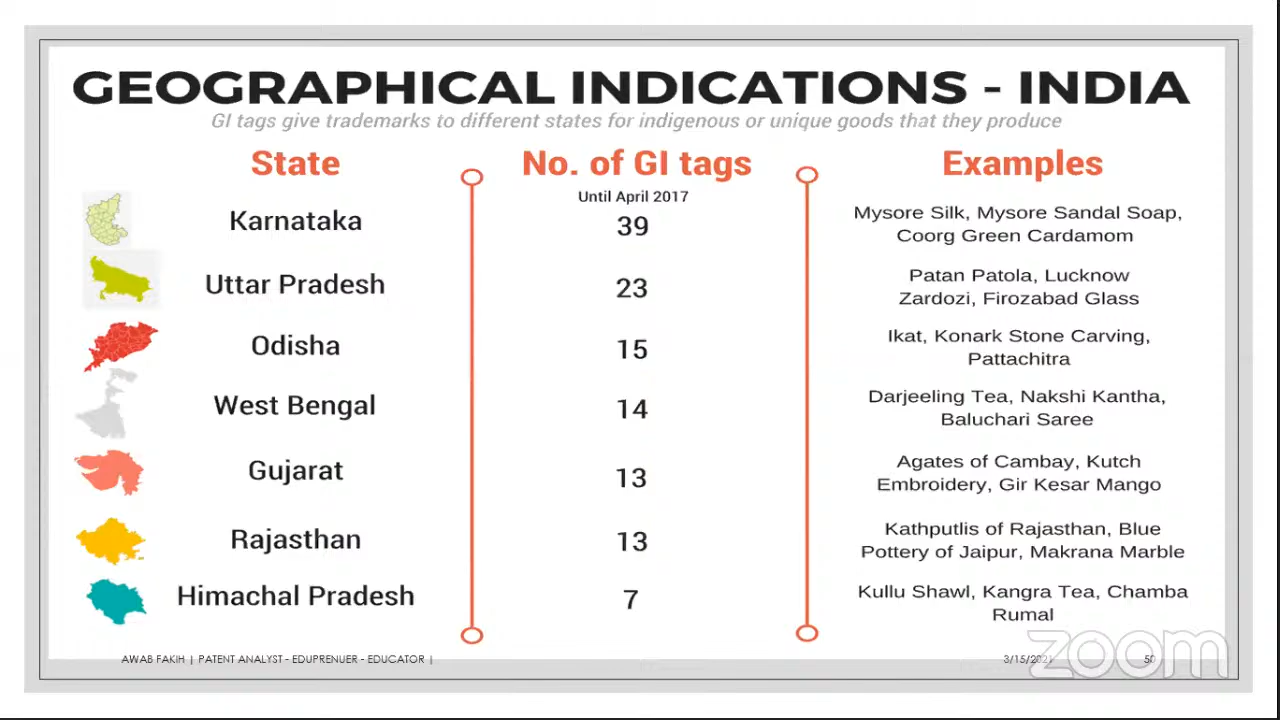 GEOGRAPHICAL INDICATIONS - INDIA
GI tags give trademarks to different states for indigenous or unique goods that they produce
State
No. of GI tags
Examples
Until April 2017
Karnataka
39
Mysore Silk, Mysore Sandal Soap,
Coorg Green Cardamom
Uttar Pradesh
23
Patan Patola, Lucknow
Zardozi, Firozabad Glass
Odisha
15
Ikat, Konark Stone Carving,
Pattachitra
West Bengal
14
Darjeeling Tea, Nakshi Kantha,
Baluchari Saree
Gujarat
13
Agates of Cambay, Kutch
Embroidery, Gir Kesar Mango
Rajasthan
13
Kathputlis of Rajasthan, Blue
Pottery of Jaipur, Makrana Marble
Himachal Pradesh
7
Kullu Shawl, Kangra Tea, Chamba
Rumal
AWAB FAKIH | PATENT ANALYST - EDUPRENUER - EDUCATOR |
3/15/2021
50
zoom